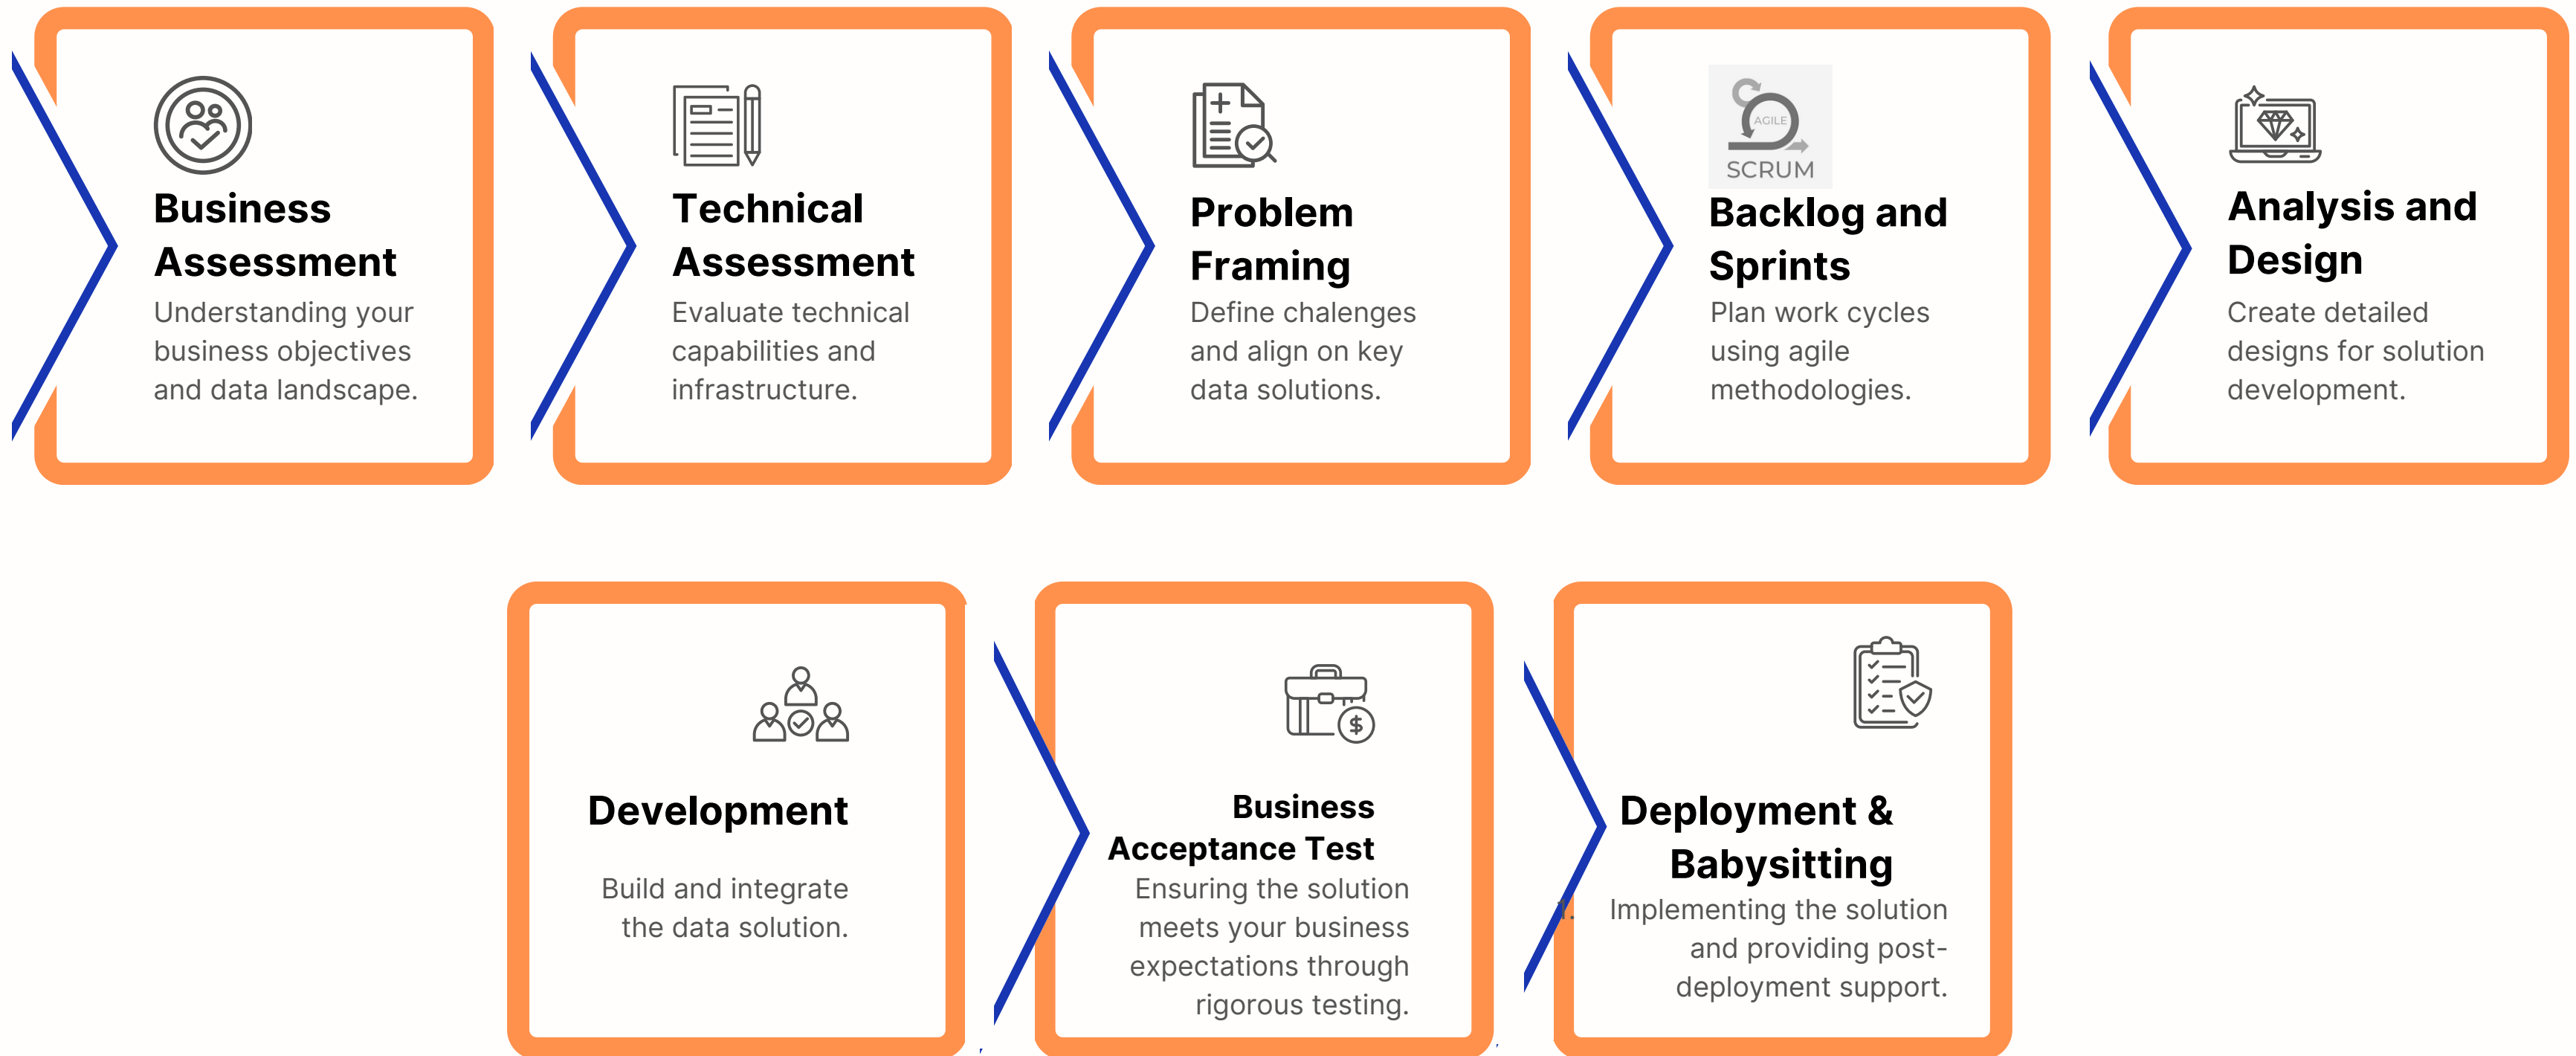 Business
Assessment
Understanding your
business objectives
and data landscape.
Technical
Assessment
Evaluate technical
capabilities and
infrastructure.
Problem
Framing
Define chalenges
and align on key
data solutions.
AGILE
SCRUM
Backlog and
Sprints
Plan work cycles
using agile
methodologies.
Analysis and
Design
Create detailed
designs for solution
development.
Development
Build and integrate
the data solution.
$
Business
Acceptance Test
Ensuring the solution
meets your business
expectations through
rigorous testing.
Deployment &
Babysitting
1. Implementing the solution
and providing post-
deployment support.